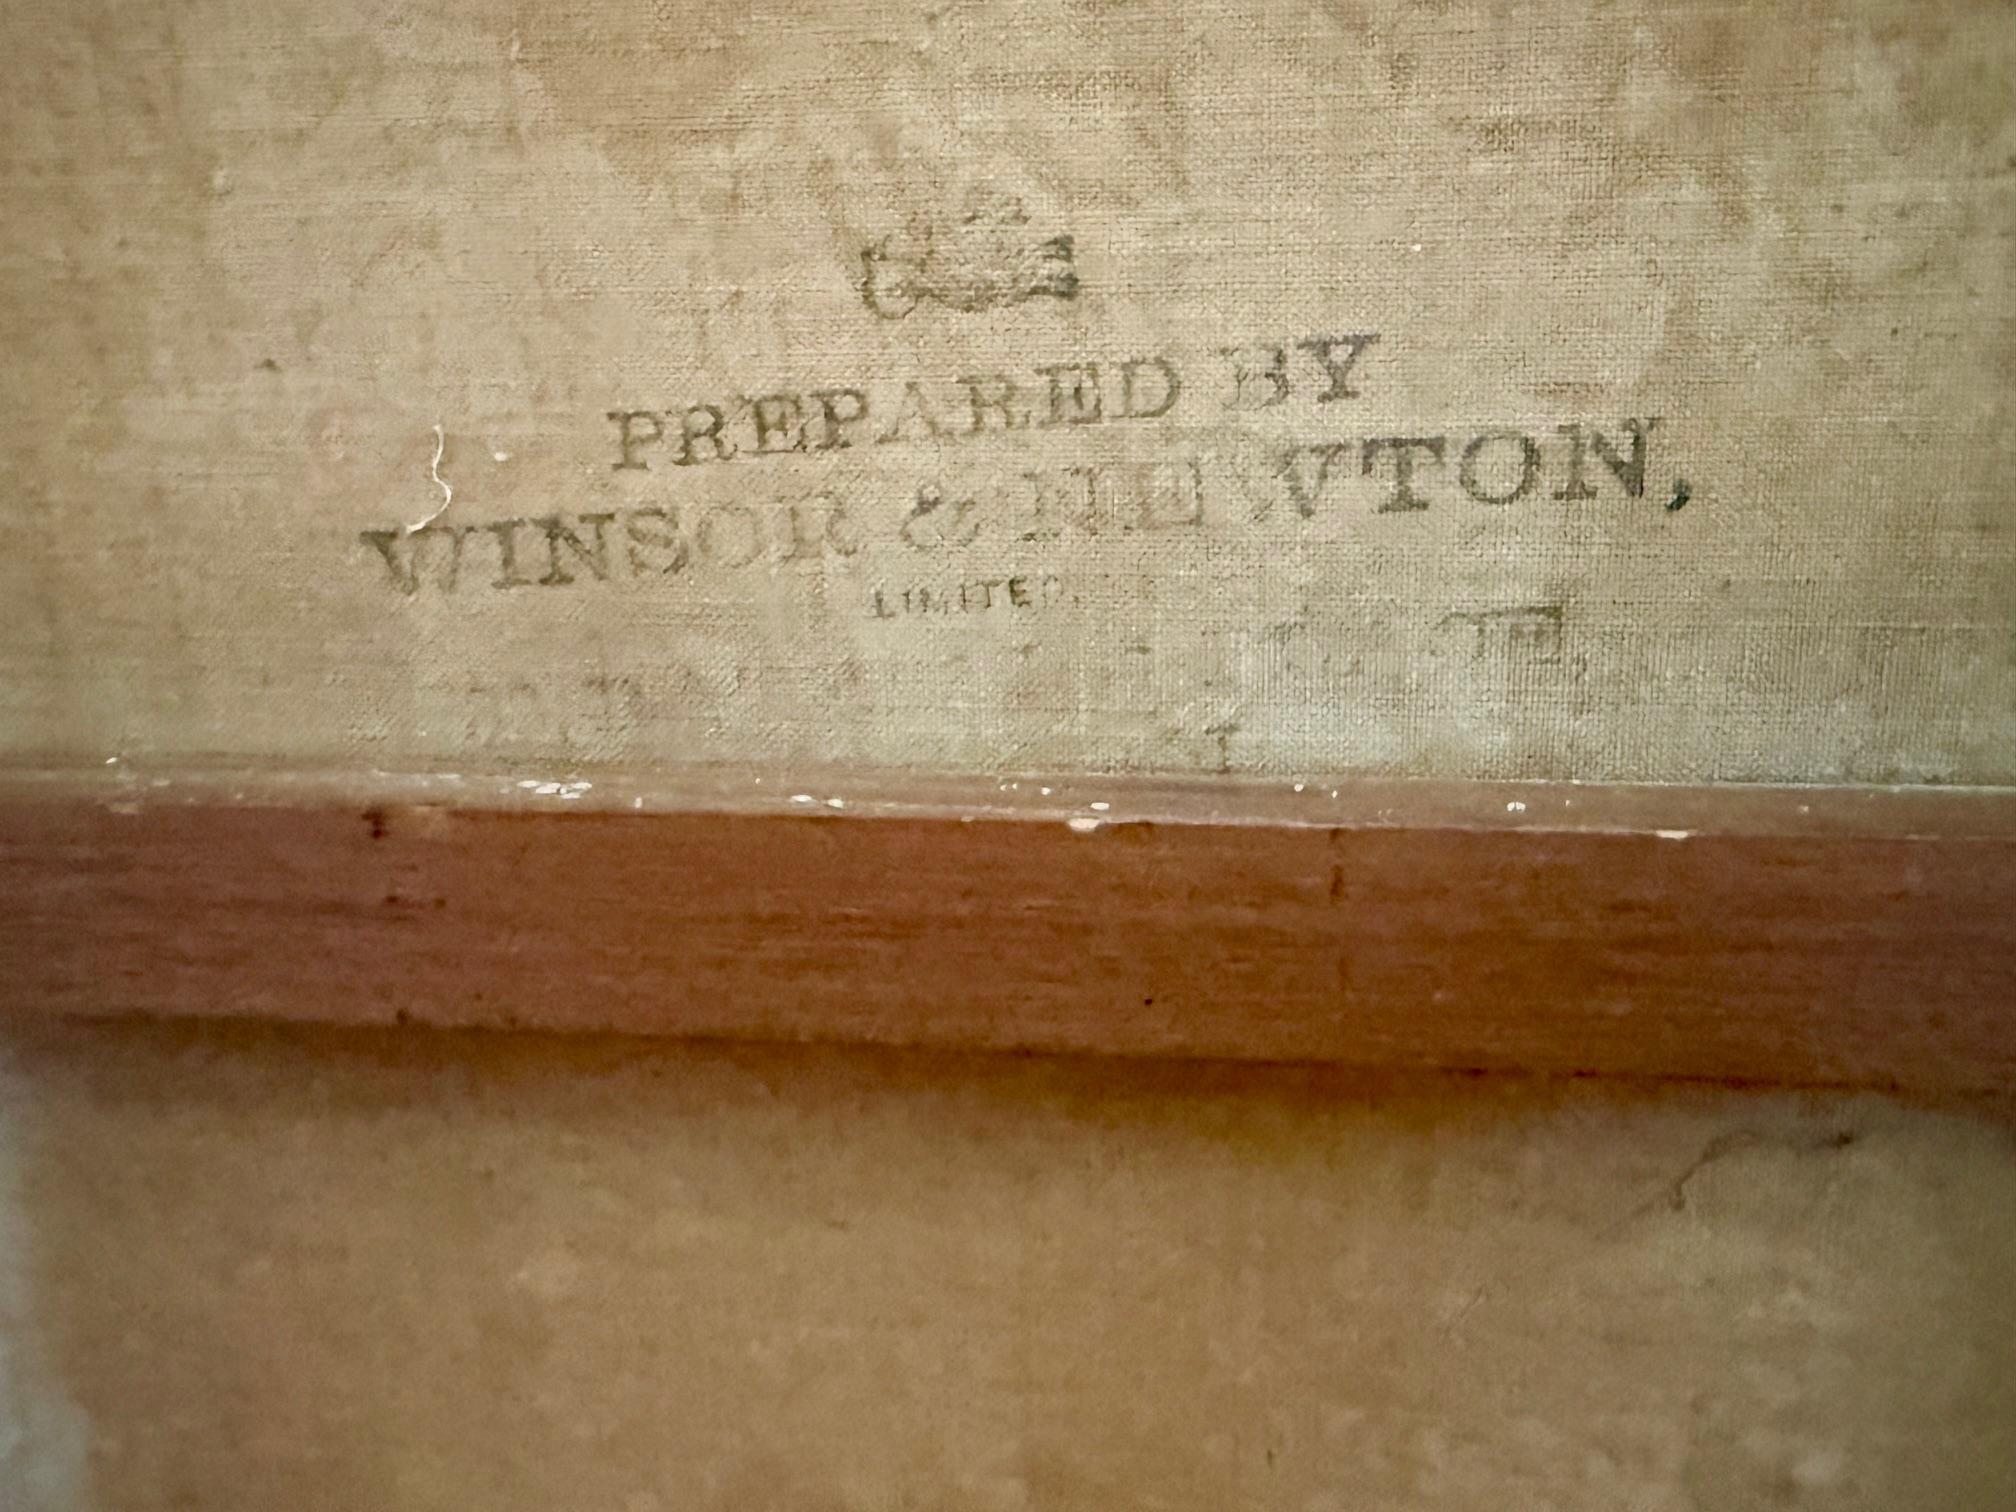 PREPARED BY
WINSOR & NEWTON,
LIMITED.